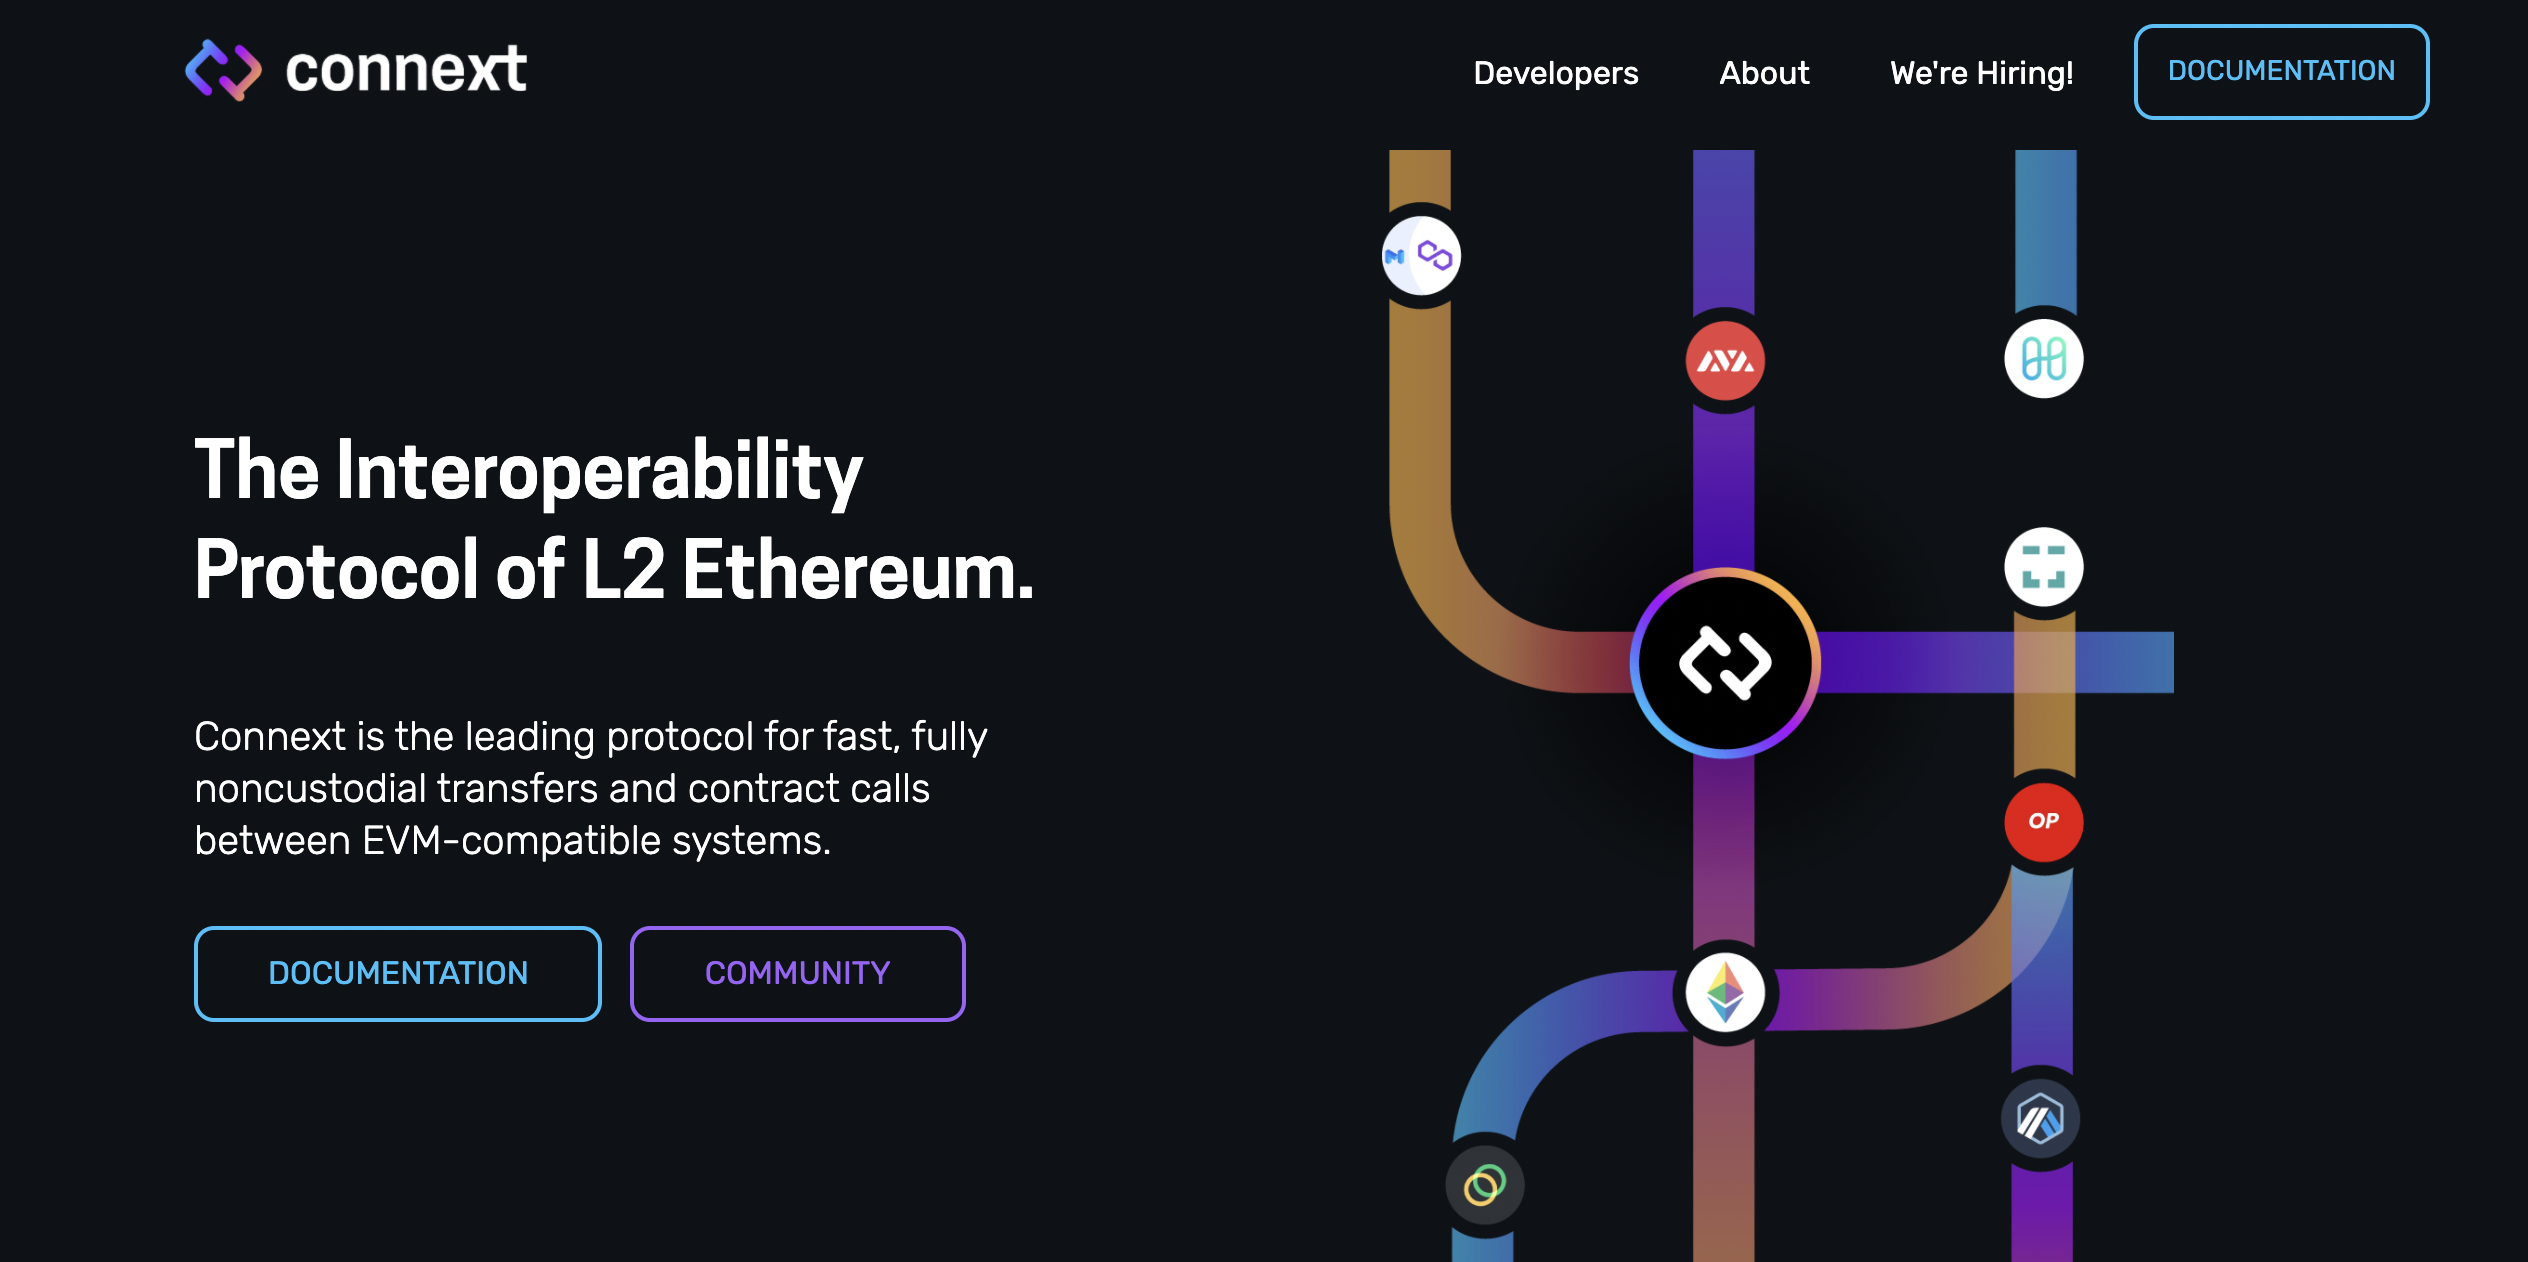 connext
Developers
About
We're Hiring!
DOCUMENTATION
The Interoperability
Protocol of L2 Ethereum.
Connext is the leading protocol for fast, fully
noncustodial transfers and contract calls
between EVM-compatible systems.
DOCUMENTATION
COMMUNITY
OP